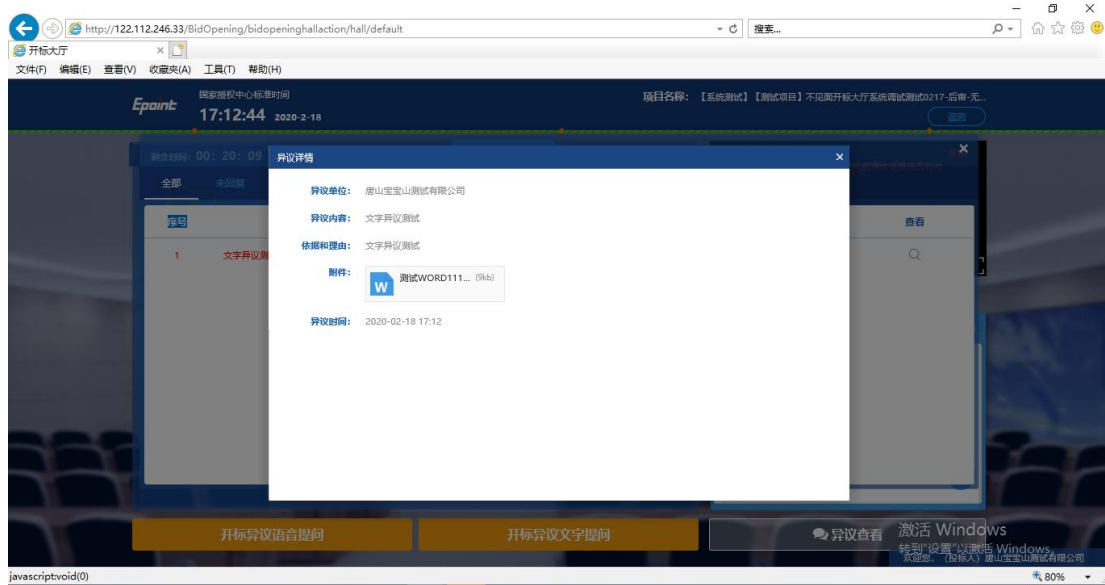 http://122.112.246.33/BidOpening/bidopeninghallaction/hall/default
搜索...
开标大厅
文件(F) 编辑(E) 查看(V) 收藏夹(A) 工具(T) 帮助(H)
Epoint
国家授权中心标准时间
17:12:44 2020-2-18
项目名称: 【系统测试】【测试项目】不见面开标大厅系统调试测试0217-后审-无...
返回
剩余时间: 00: 20: 09
全部 未回复
序号
查看
1 文字异议测
异议详情
异议单位: 唐山宝宝山测试有限公司
异议内容: 文字异议测试
依据和理由: 文字异议测试
附件: 测试WORD111... (9kb)
W
异议时间: 2020-02-18 17:12
开标异议语音提问
开标异议文字提问
异议查看
激活 Windows
转到"设置"以激活 Windows。
欢迎您, (投标人) 唐山宝宝山测试有限公司
javascript:void(0)
80%